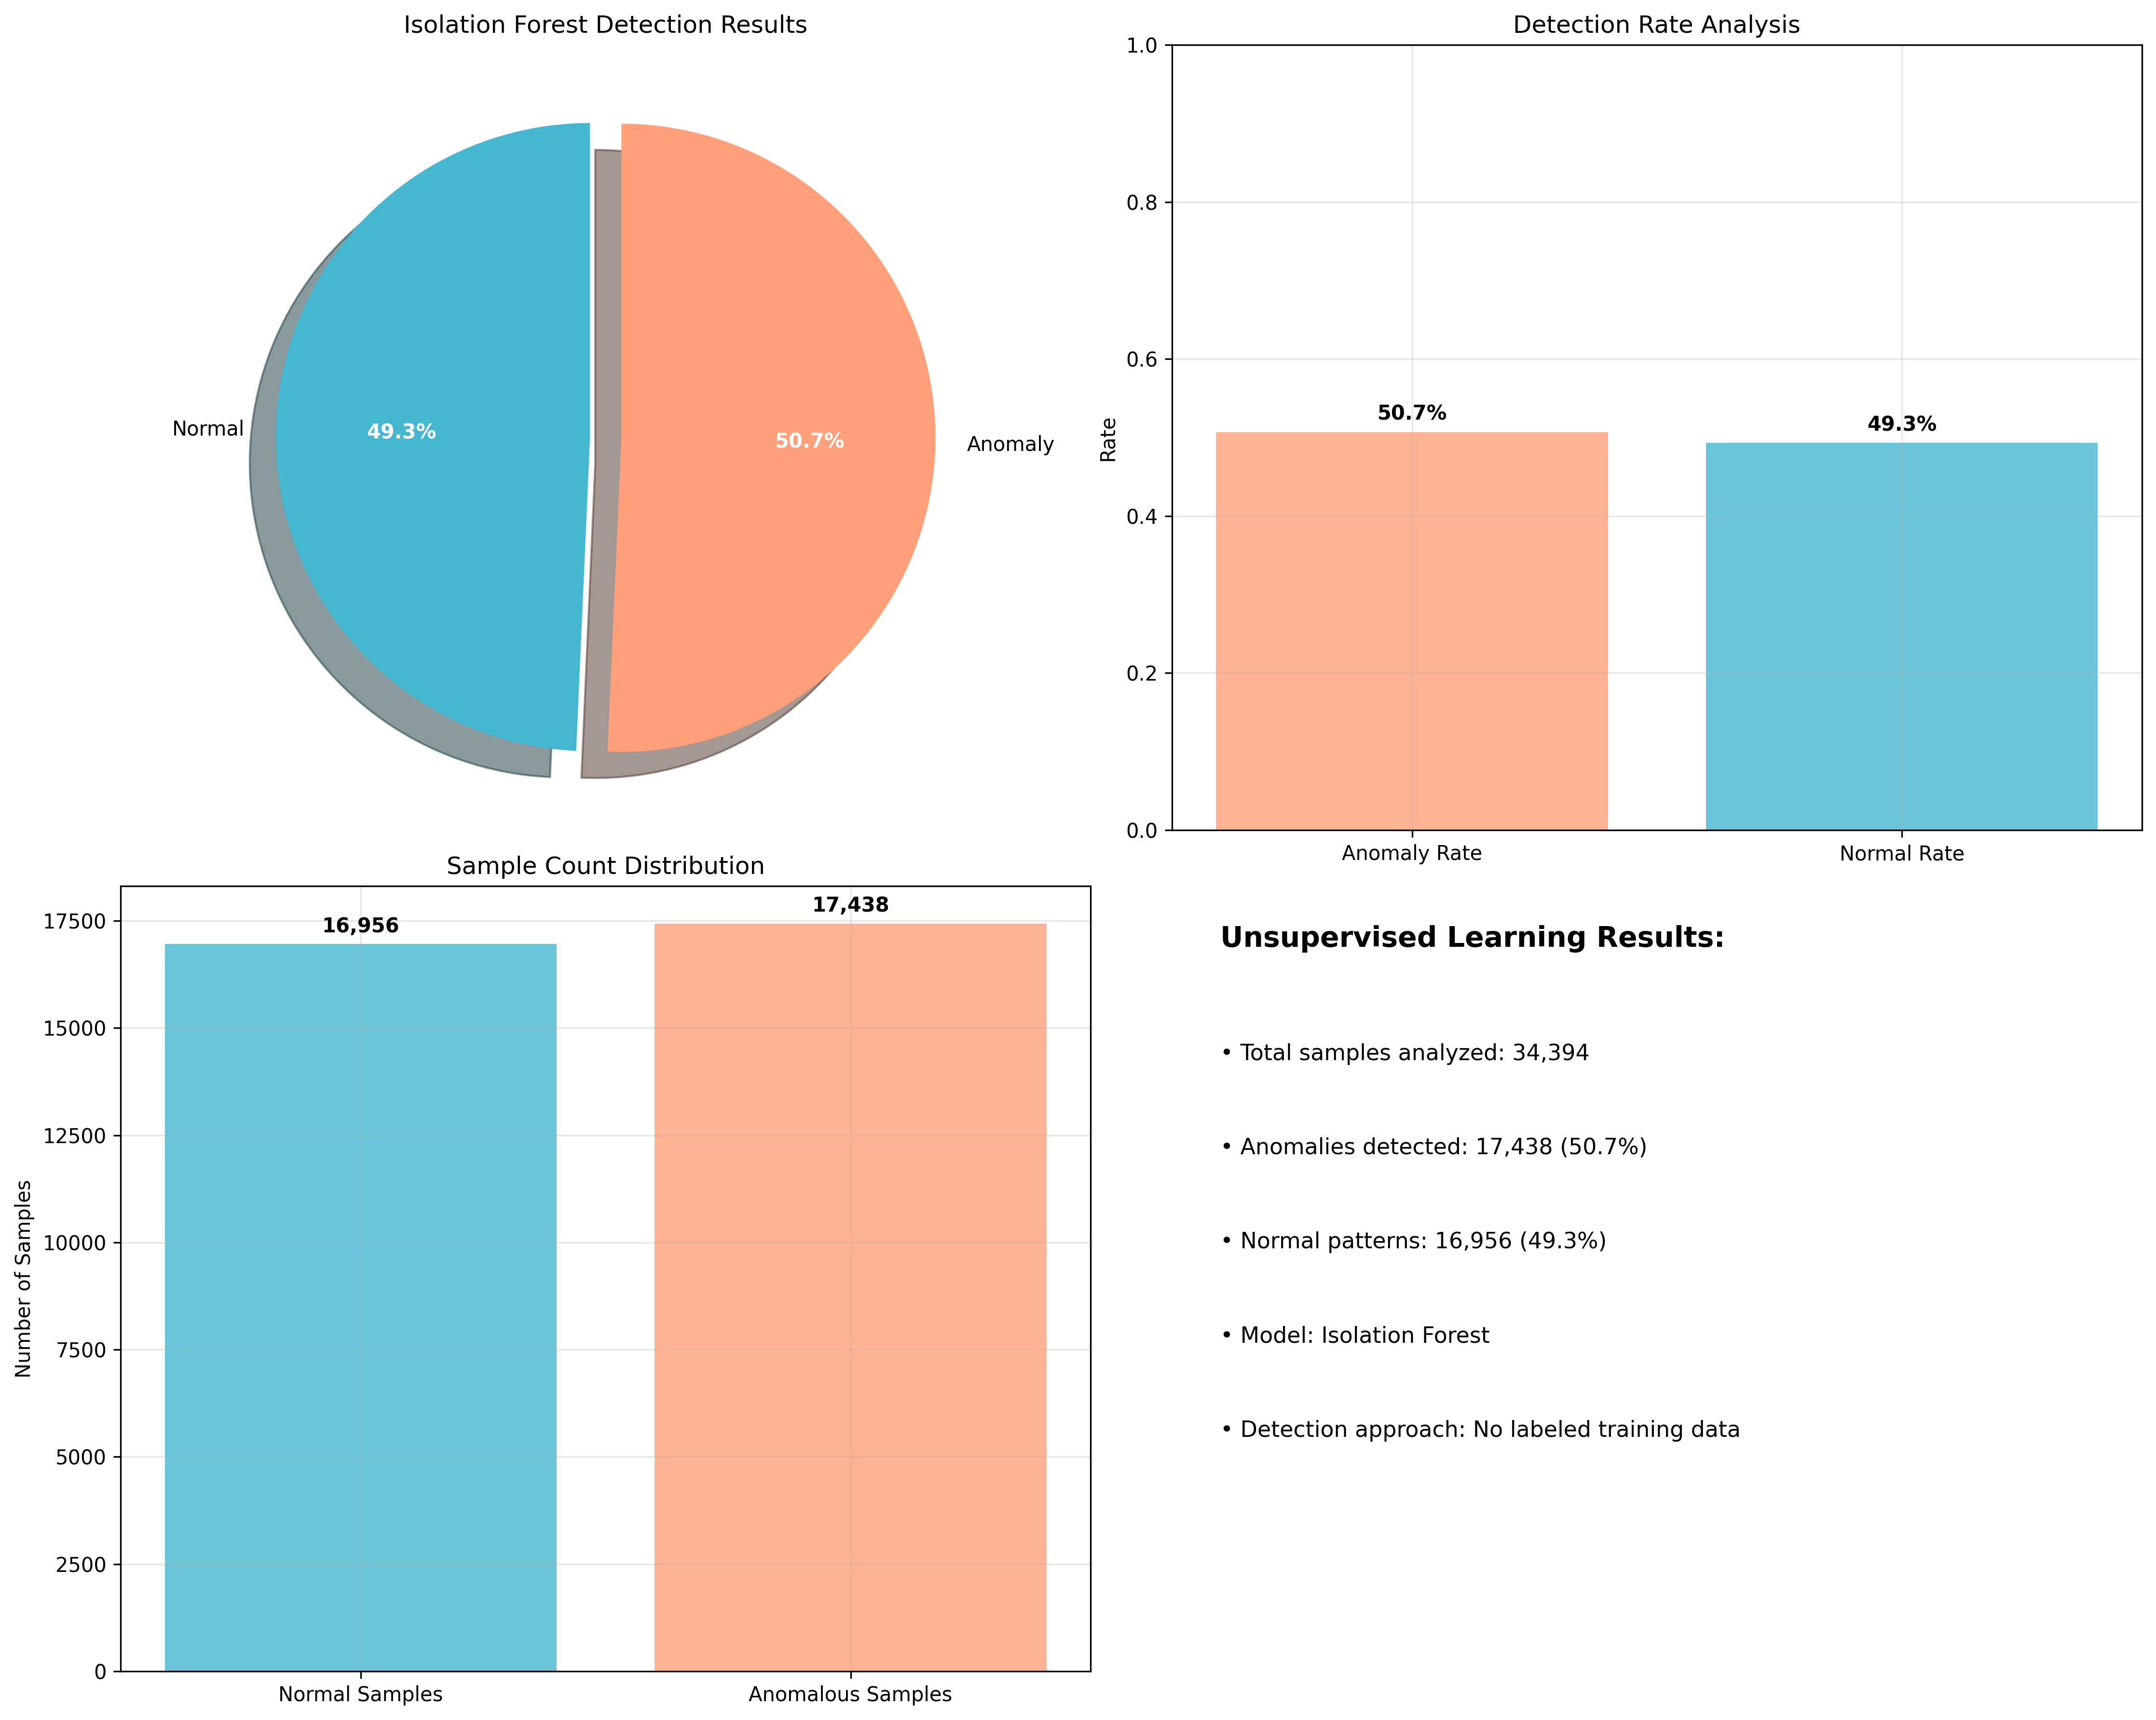 Isolation Forest Detection Results
Normal
49.3%
50.7%
Anomaly
Detection Rate Analysis
1.0
0.8
0.6
0.4
0.2
0.0
Rate
50.7%
49.3%
Anomaly Rate
Normal Rate
Sample Count Distribution
17500
15000
12500
10000
7500
5000
2500
0
Number of Samples
16,956
17,438
Normal Samples
Anomalous Samples
Unsupervised Learning Results:
• Total samples analyzed: 34,394
• Anomalies detected: 17,438 (50.7%)
• Normal patterns: 16,956 (49.3%)
• Model: Isolation Forest
• Detection approach: No labeled training data